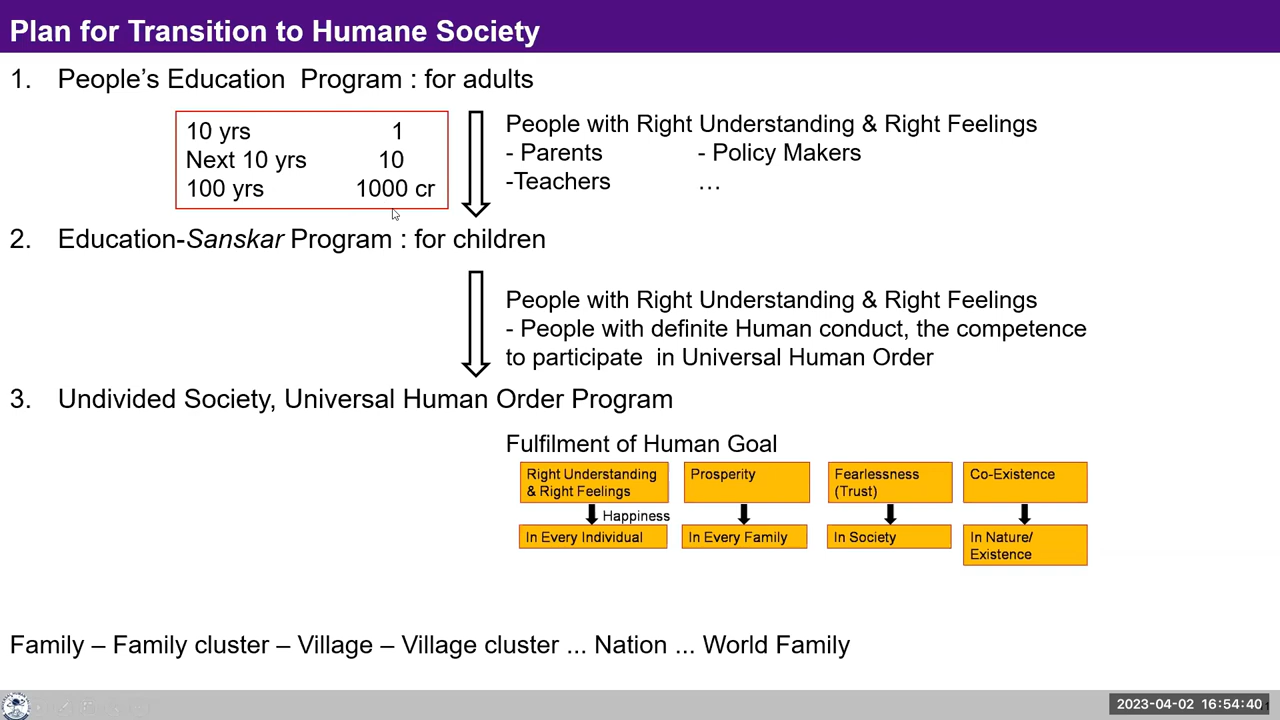 Plan for Transition to Humane Society
1. People’s Education Program : for adults
10 yrs 1
Next 10 yrs 10
100 yrs 1000 cr
People with Right Understanding & Right Feelings
- Parents - Policy Makers
-Teachers …
2. Education-Sanskar Program : for children
People with Right Understanding & Right Feelings
- People with definite Human conduct, the competence
to participate in Universal Human Order
3. Undivided Society, Universal Human Order Program
Fulfilment of Human Goal
Right Understanding
& Right Feelings
Prosperity
Fearlessness
(Trust)
Co-Existence
Happiness
In Every Individual
In Every Family
In Society
In Nature/
Existence
Family – Family cluster – Village – Village cluster ... Nation ... World Family
2023-04-02 16:54:40